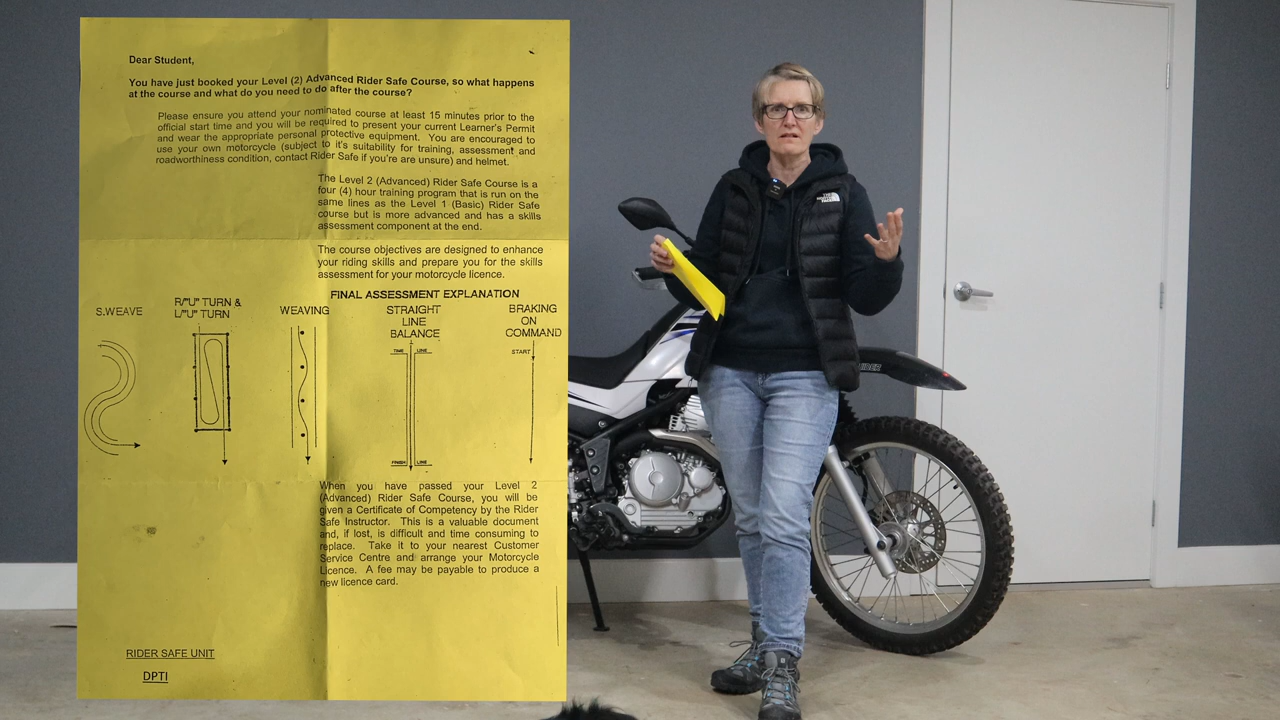 Dear Student,
You have just booked your Level (2) Advanced Rider Safe Course, so what happens
at the course and what do you need to do after the course?
Please ensure you attend your nominated course at least 15 minutes prior to the
official start time and you will be required to present your current Learner's Permit
and wear the appropriate personal protective equipment. You are encouraged to
use your own motorcycle (subject to it's suitability for training, assessment and
roadworthiness condition, contact Rider Safe if you're are unsure) and helmet.
The Level 2 (Advanced) Rider Safe Course is a
four (4) hour training program that is run on the
same lines as the Level 1 (Basic) Rider Safe
course but is more advanced and has a skills
assessment component at the end.
The course objectives are designed to enhance
your riding skills and prepare you for the skills
assessment for your motorcycle licence.
FINAL ASSESSMENT EXPLANATION
S.WEAVE
R/"U" TURN &
L/"U" TURN
WEAVING
STRAIGHT
LINE
BALANCE
TIME LINE
FINISH LINE
BRAKING
ON
COMMAND
START
When you have passed your Level 2
(Advanced) Rider Safe Course, you will be
given a Certificate of Competency by the Rider
Safe Instructor. This is a valuable document
and, if lost, is difficult and time consuming to
replace. Take it to your nearest Customer
Service Centre and arrange your Motorcycle
Licence. A fee may be payable to produce a
new licence card.
RIDER SAFE UNIT
DPTI
THE
NORTH
FACE